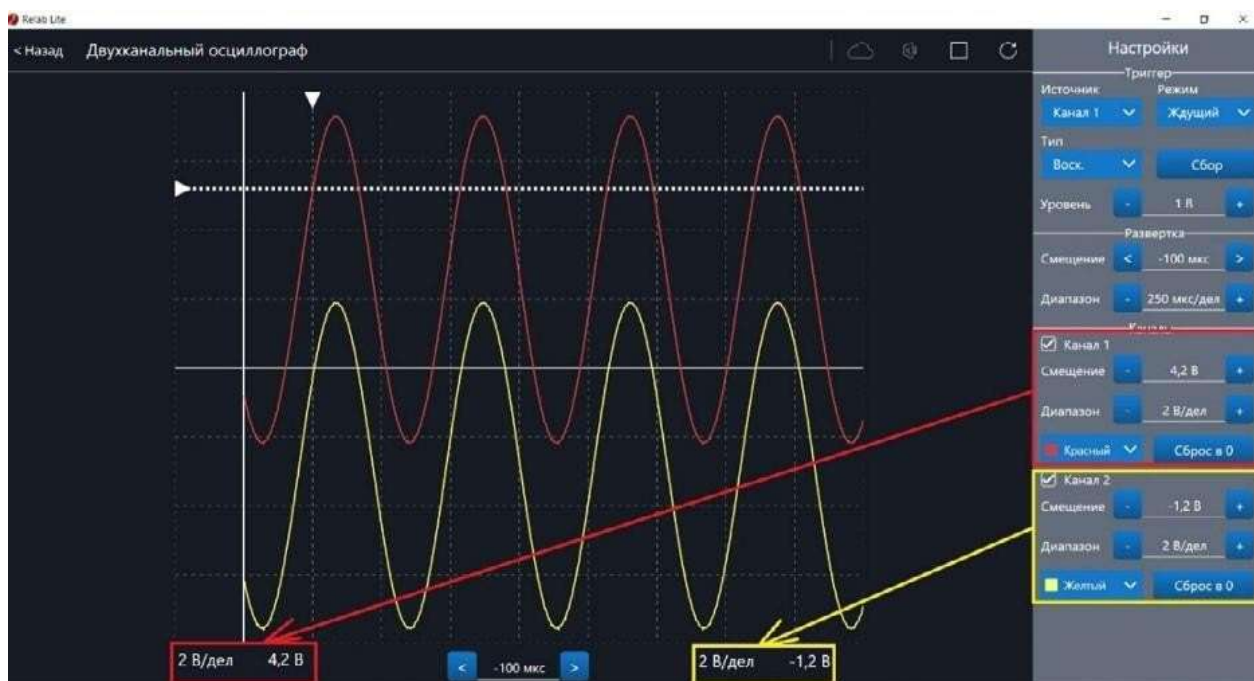 Relab Lite
< Назад Двухканальный осциллограф
Настройки
Триггер
Источник Режим
Канал 1 Ждущий
Тип
Восх. Сбор
Уровень - 1 В +
Развертка
Смещение < -100 мкс >
Диапазон - 250 мкс/дел +
Каналы
Канал 1
Смещение - 4,2 В +
Диапазон - 2 В/дел +
Красный Сброс в 0
Канал 2
Смещение - -1,2 В +
Диапазон - 2 В/дел +
Желтый Сброс в 0
2 В/дел 4,2 В < -100 мкс > 2 В/дел -1,2 В